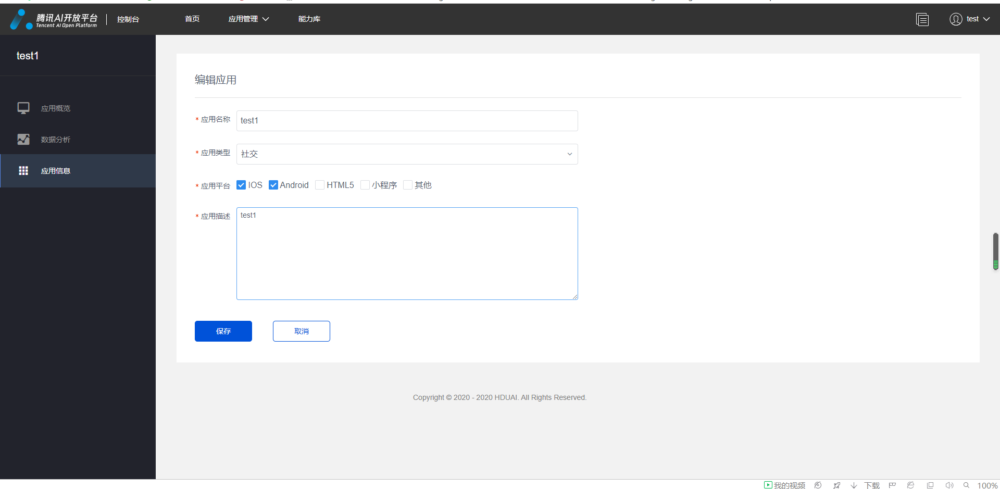 腾讯AI开放平台
Tencent AI Open Platform
控制台
首页
应用管理
能力库
test
test1
应用概览
数据分析
应用信息
编辑应用
* 应用名称 test1
* 应用类型 社交
* 应用平台 IOS Android HTML5 小程序 其他
* 应用描述 test1
保存
取消
Copyright © 2020 - 2020 HDUAI. All Rights Reserved.
我的视频
下载
100%